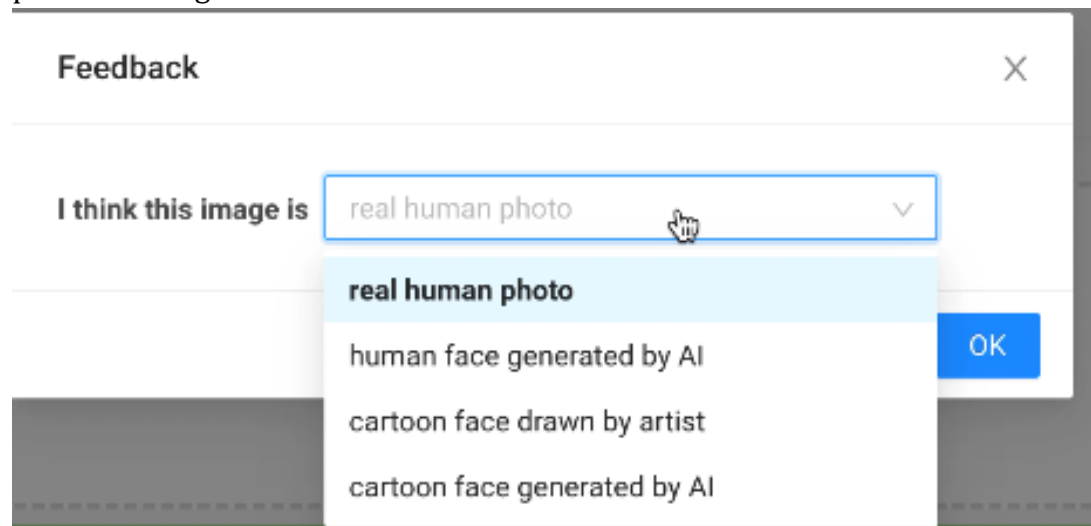 Feedback
I think this image is real human photo
real human photo
human face generated by AI
OK
cartoon face drawn by artist
cartoon face generated by AI